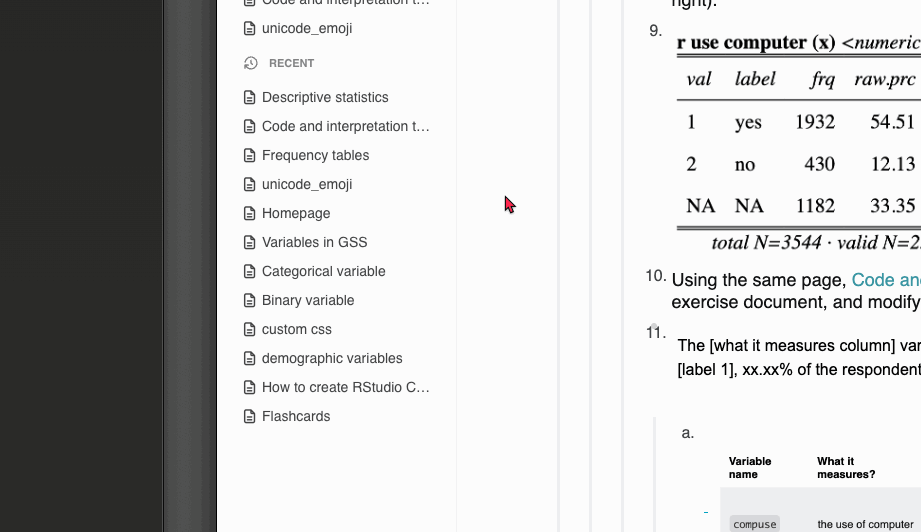 Code and interpretation t...
unicode_emoji
RECENT
Descriptive statistics
Code and interpretation t...
Frequency tables
unicode_emoji
Homepage
Variables in GSS
Categorical variable
Binary variable
custom css
demographic variables
How to create RStudio C...
Flashcards
right).
9.
r use computer (x) <numeric
val label frq raw.prc
1 yes 1932 54.51
2 no 430 12.13
NA NA 1182 33.35
total N=3544 · valid N=2
10. Using the same page, Code an
exercise document, and modify
11.
The [what it measures column] var
[label 1], xx.xx% of the respondent
a.
Variable name What it measures?
compuse the use of computer